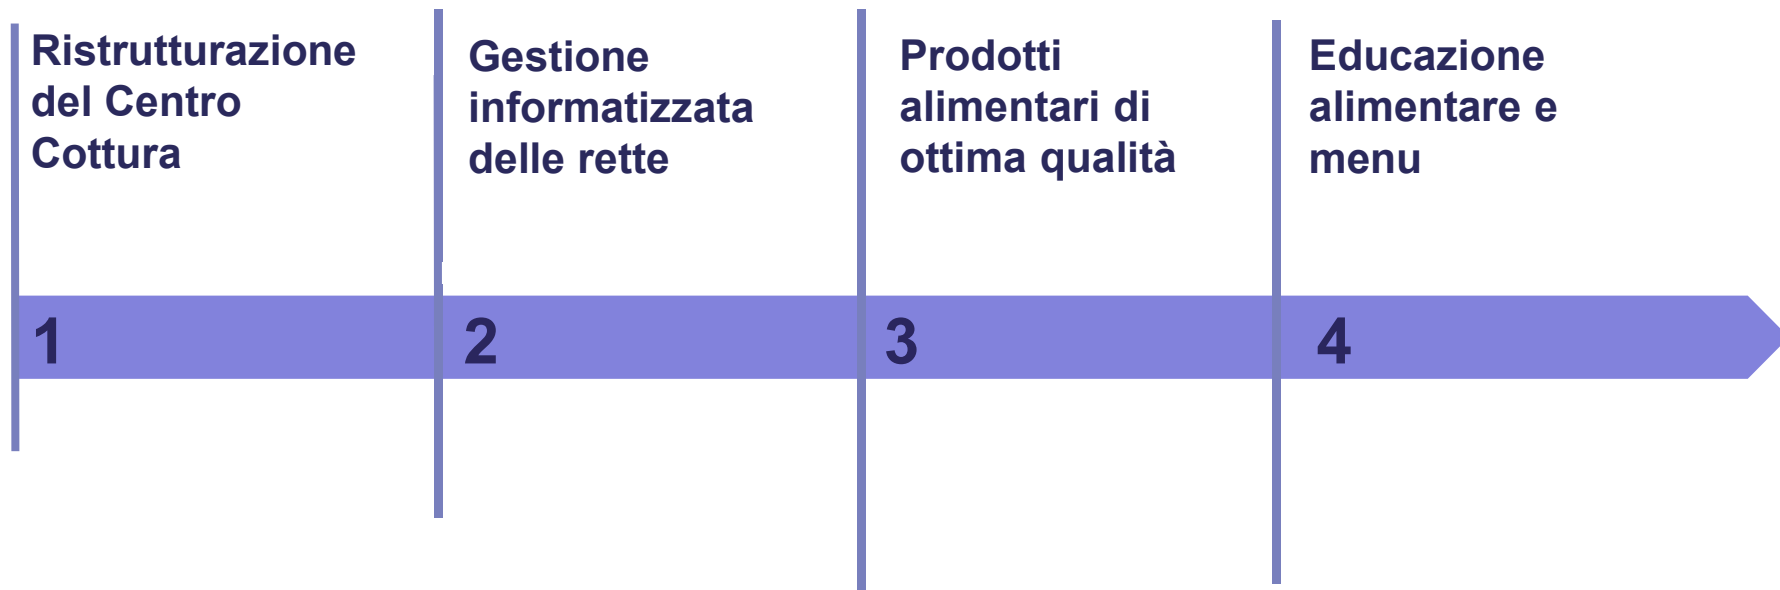 Ristrutturazione
del Centro
Cottura
Gestione
informatizzata
delle rette
Prodotti
alimentari di
ottima qualità
Educazione
alimentare e
menu
1
2
3
4